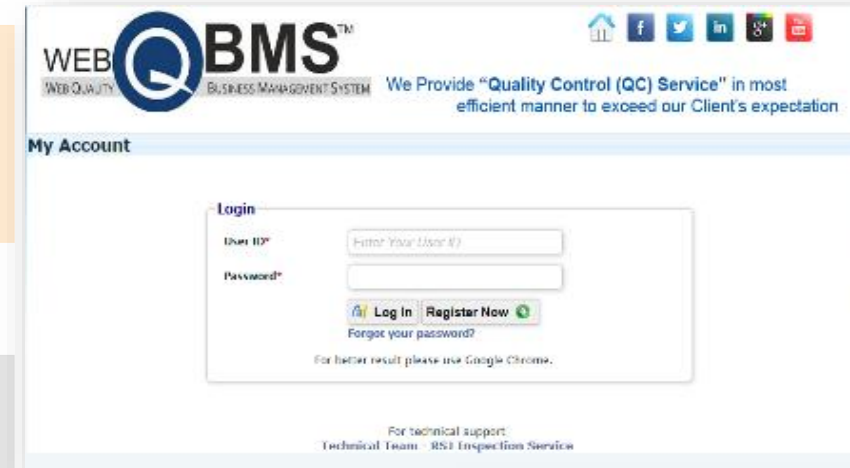 WEB QBMS™
WEB QUALITY BUSINESS MANAGEMENT SYSTEM
We Provide “Quality Control (QC) Service” in most
efficient manner to exceed our Client's expectation
My Account
Login
User ID*
Enter Your User ID
Password*
Log In Register Now
Forgot your password?
For better result please use Google Chrome.
For technical support
Technical Team - RSI Inspection Service